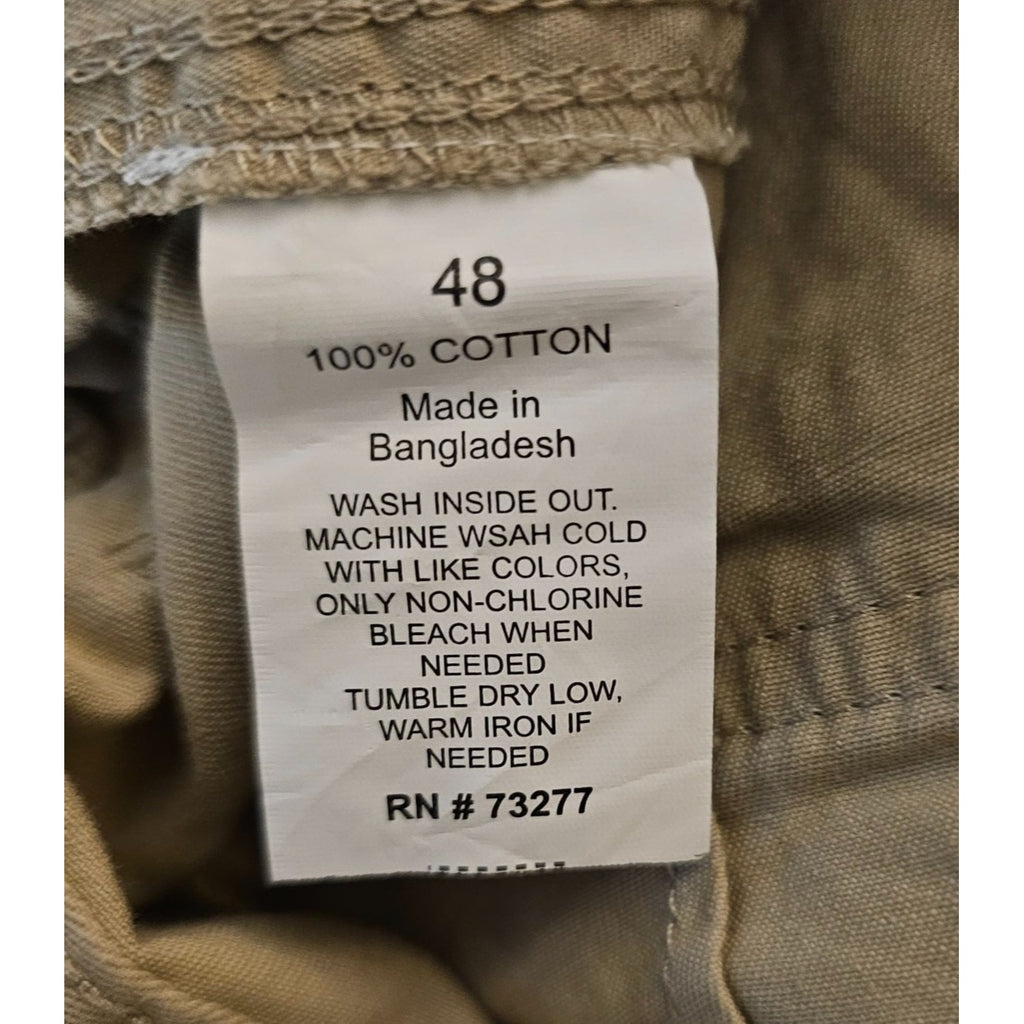 48
100% COTTON
Made in
Bangladesh
WASH INSIDE OUT.
MACHINE WSAH COLD
WITH LIKE COLORS,
ONLY NON-CHLORINE
BLEACH WHEN
NEEDED
TUMBLE DRY LOW,
WARM IRON IF
NEEDED
RN # 73277